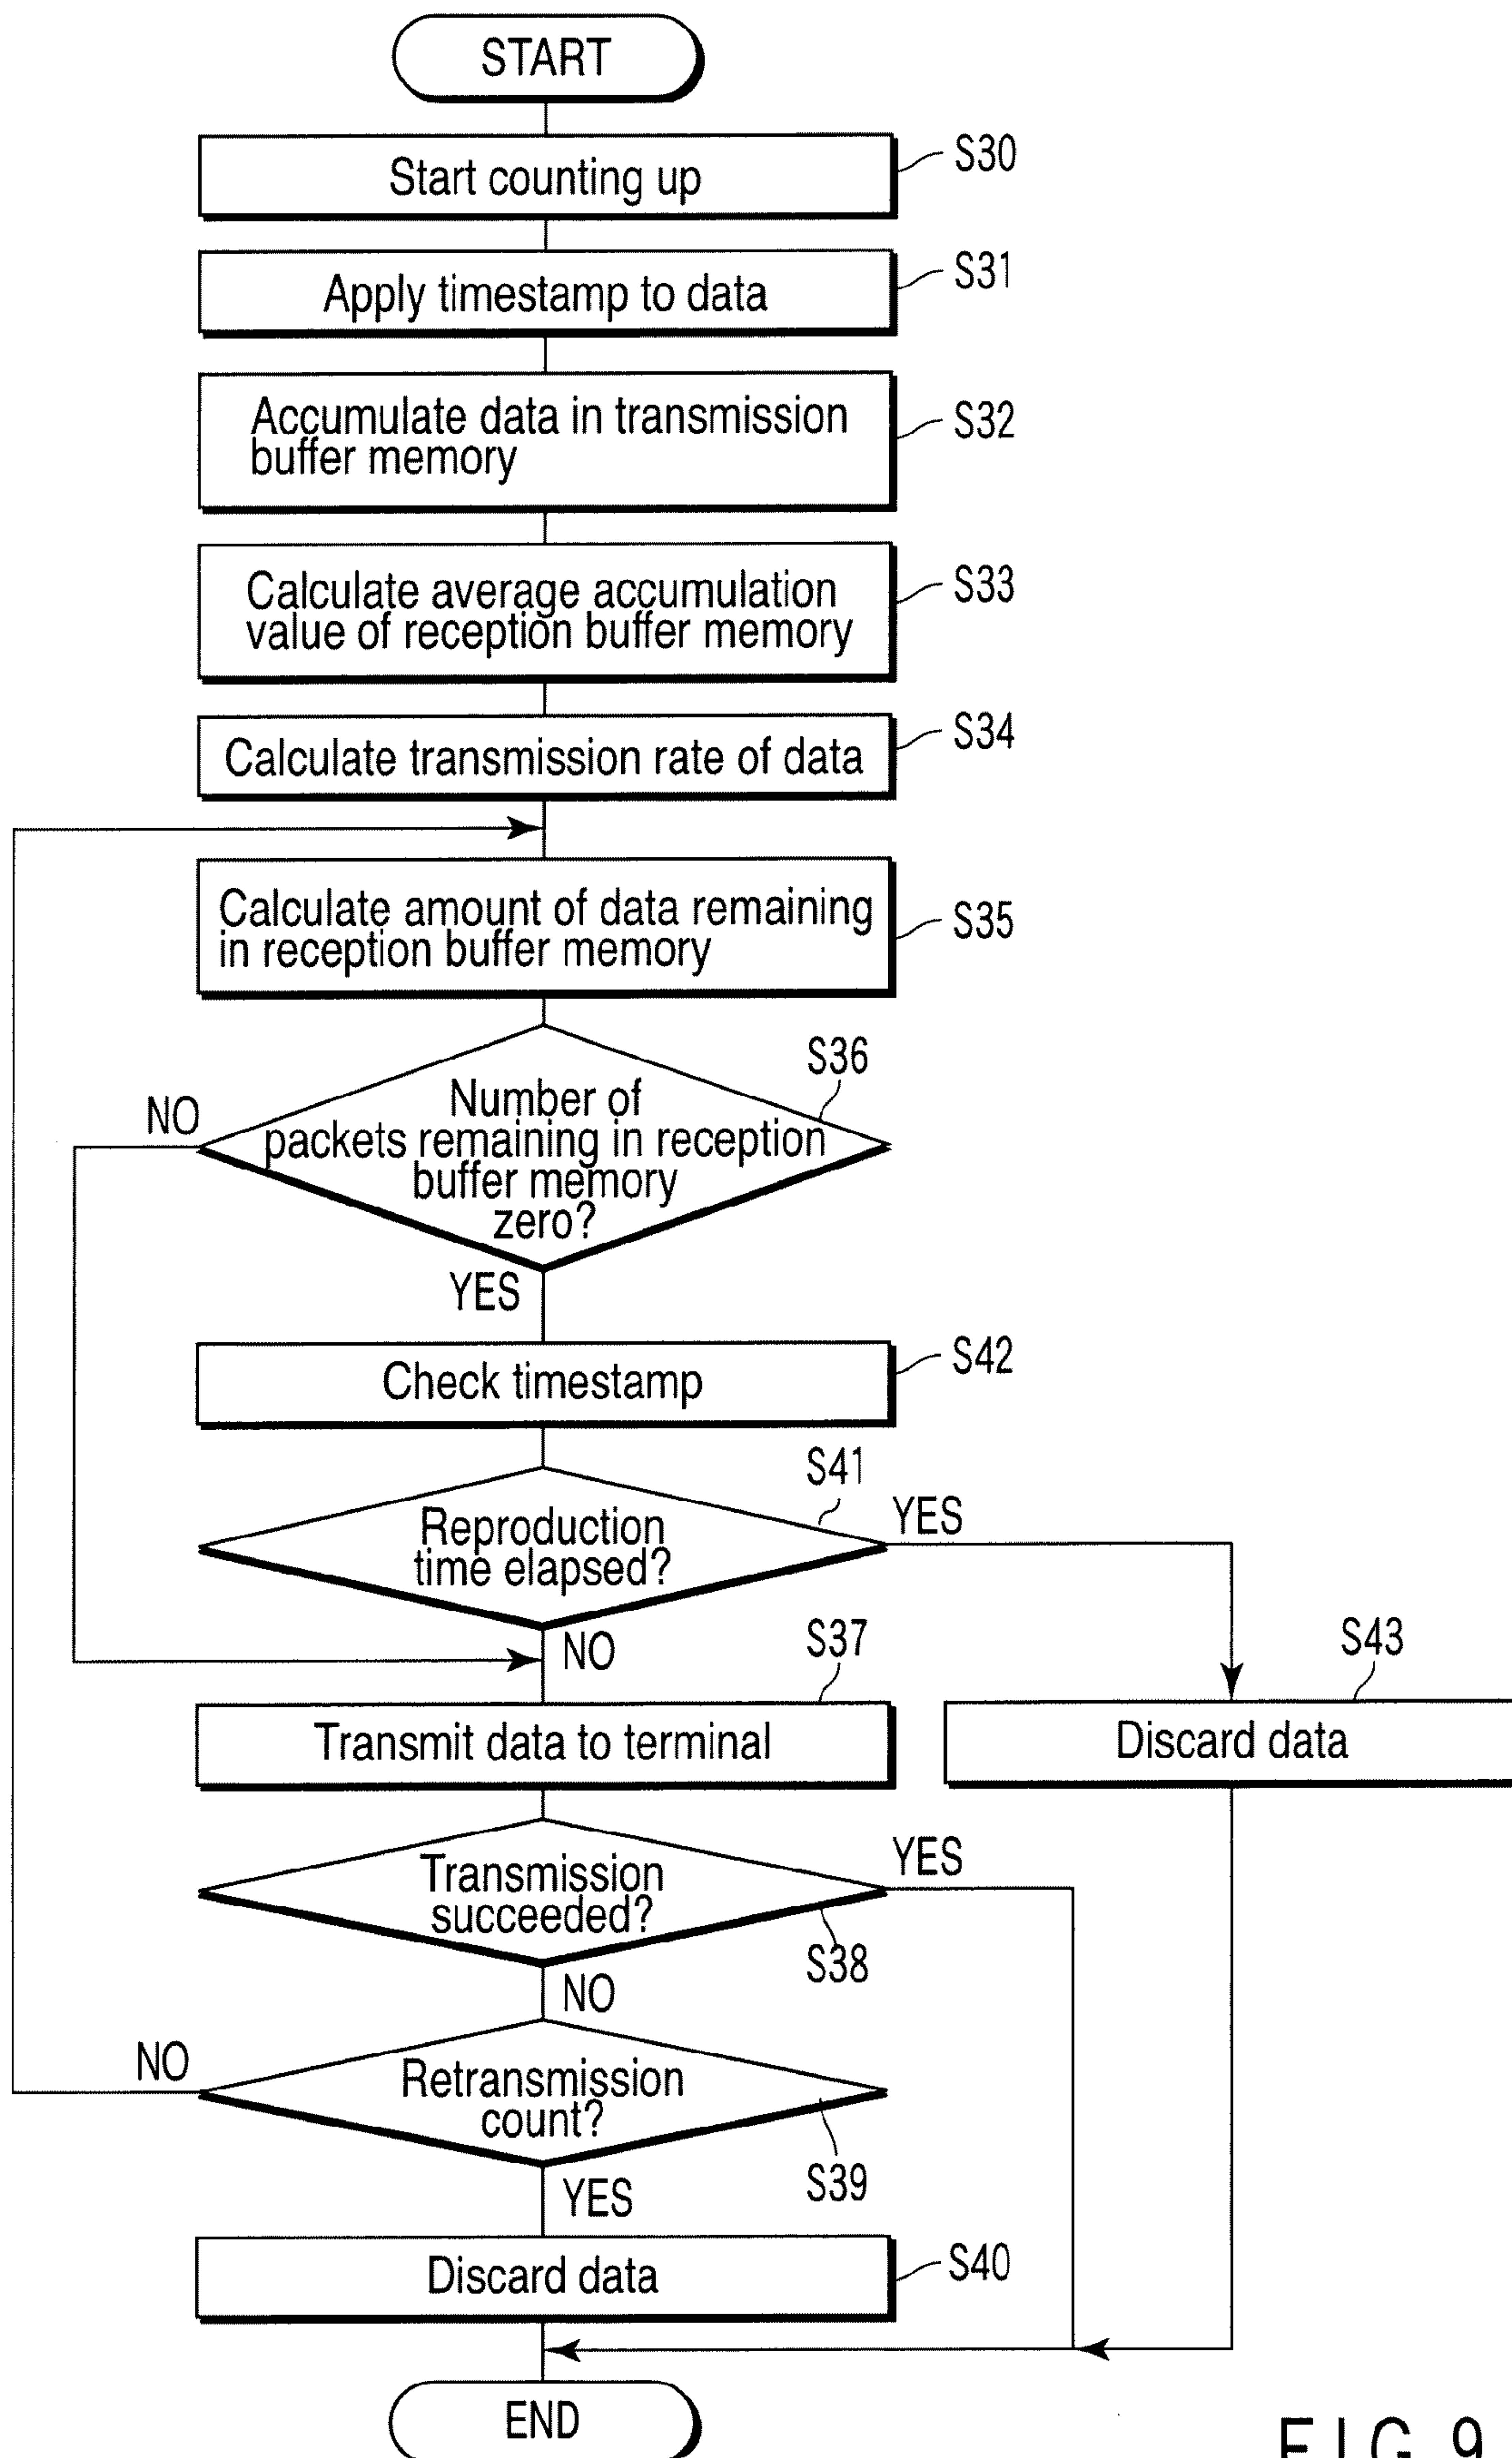 START
Start counting up
S30
Apply timestamp to data
S31
Accumulate data in transmission
buffer memory
S32
Calculate average accumulation
value of reception buffer memory
S33
Calculate transmission rate of data
S34
Calculate amount of data remaining
in reception buffer memory
S35
S36
NO
Number of
packets remaining in reception
buffer memory
zero?
YES
Check timestamp
S42
S41
Reproduction
time elapsed?
YES
NO
S37
S43
Transmit data to terminal
Discard data
Transmission
succeeded?
YES
S38
NO
NO
Retransmission
count?
S39
YES
Discard data
S40
END
FIG. 9